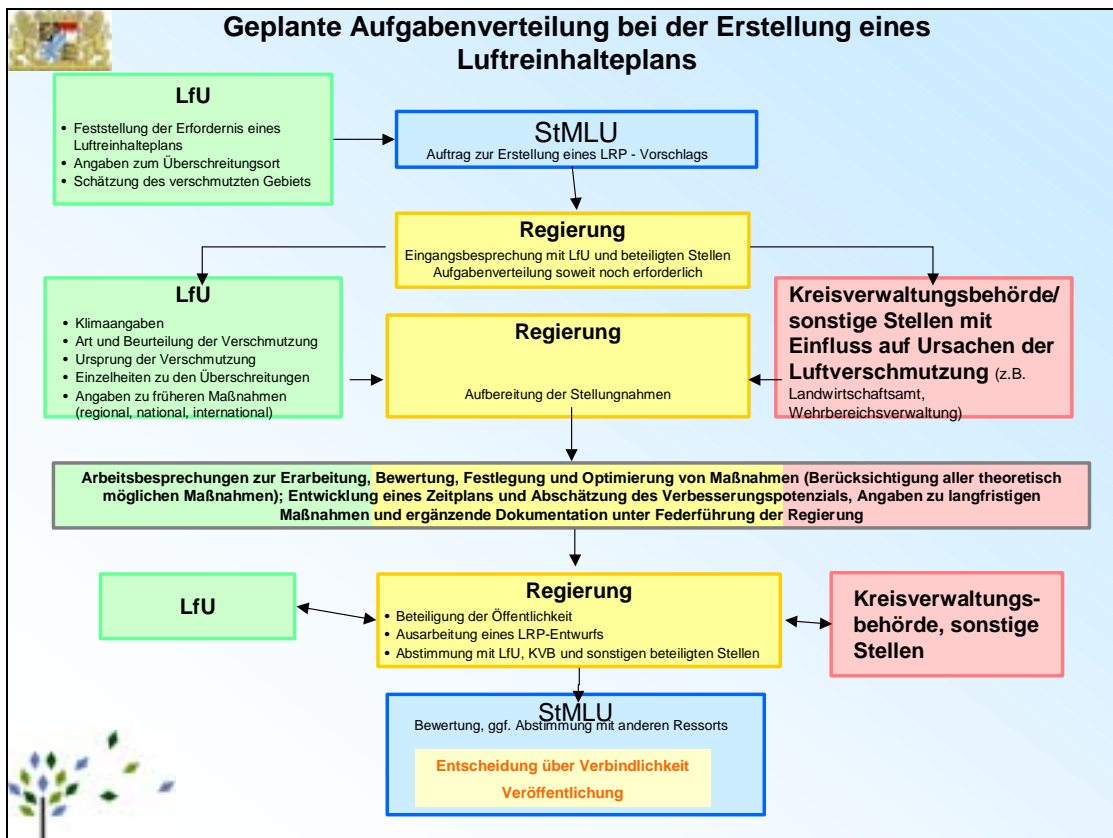 Geplante Aufgabenverteilung bei der Erstellung eines
Luftreinhalteplans
LfU
• Feststellung der Erfordernis eines
Luftreinhalteplans
• Angaben zum Überschreitungsort
• Schätzung des verschmutzten Gebiets
StMLU
Auftrag zur Erstellung eines LRP - Vorschlags
Regierung
Eingangsbesprechung mit LfU und beteiligten Stellen
Aufgabenverteilung soweit noch erforderlich
LfU
• Klimaangaben
• Art und Beurteilung der Verschmutzung
• Ursprung der Verschmutzung
• Einzelheiten zu den Überschreitungen
• Angaben zu früheren Maßnahmen
(regional, national, international)
Regierung
Aufbereitung der Stellungnahmen
Kreisverwaltungsbehörde/
sonstige Stellen mit
Einfluss auf Ursachen der
Luftverschmutzung (z.B.
Landwirtschaftsamt,
Wehrbereichsverwaltung)
Arbeitsbesprechungen zur Erarbeitung, Bewertung, Festlegung und Optimierung von Maßnahmen (Berücksichtigung aller theoretisch
möglichen Maßnahmen); Entwicklung eines Zeitplans und Abschätzung des Verbesserungspotenzials, Angaben zu langfristigen
Maßnahmen und ergänzende Dokumentation unter Federführung der Regierung
LfU
Regierung
• Beteiligung der Öffentlichkeit
• Ausarbeitung eines LRP-Entwurfs
• Abstimmung mit LfU, KVB und sonstigen beteiligten Stellen
Kreisverwaltungs-
behörde, sonstige
Stellen
StMLU
Bewertung, ggf. Abstimmung mit anderen Ressorts
Entscheidung über Verbindlichkeit
Veröffentlichung